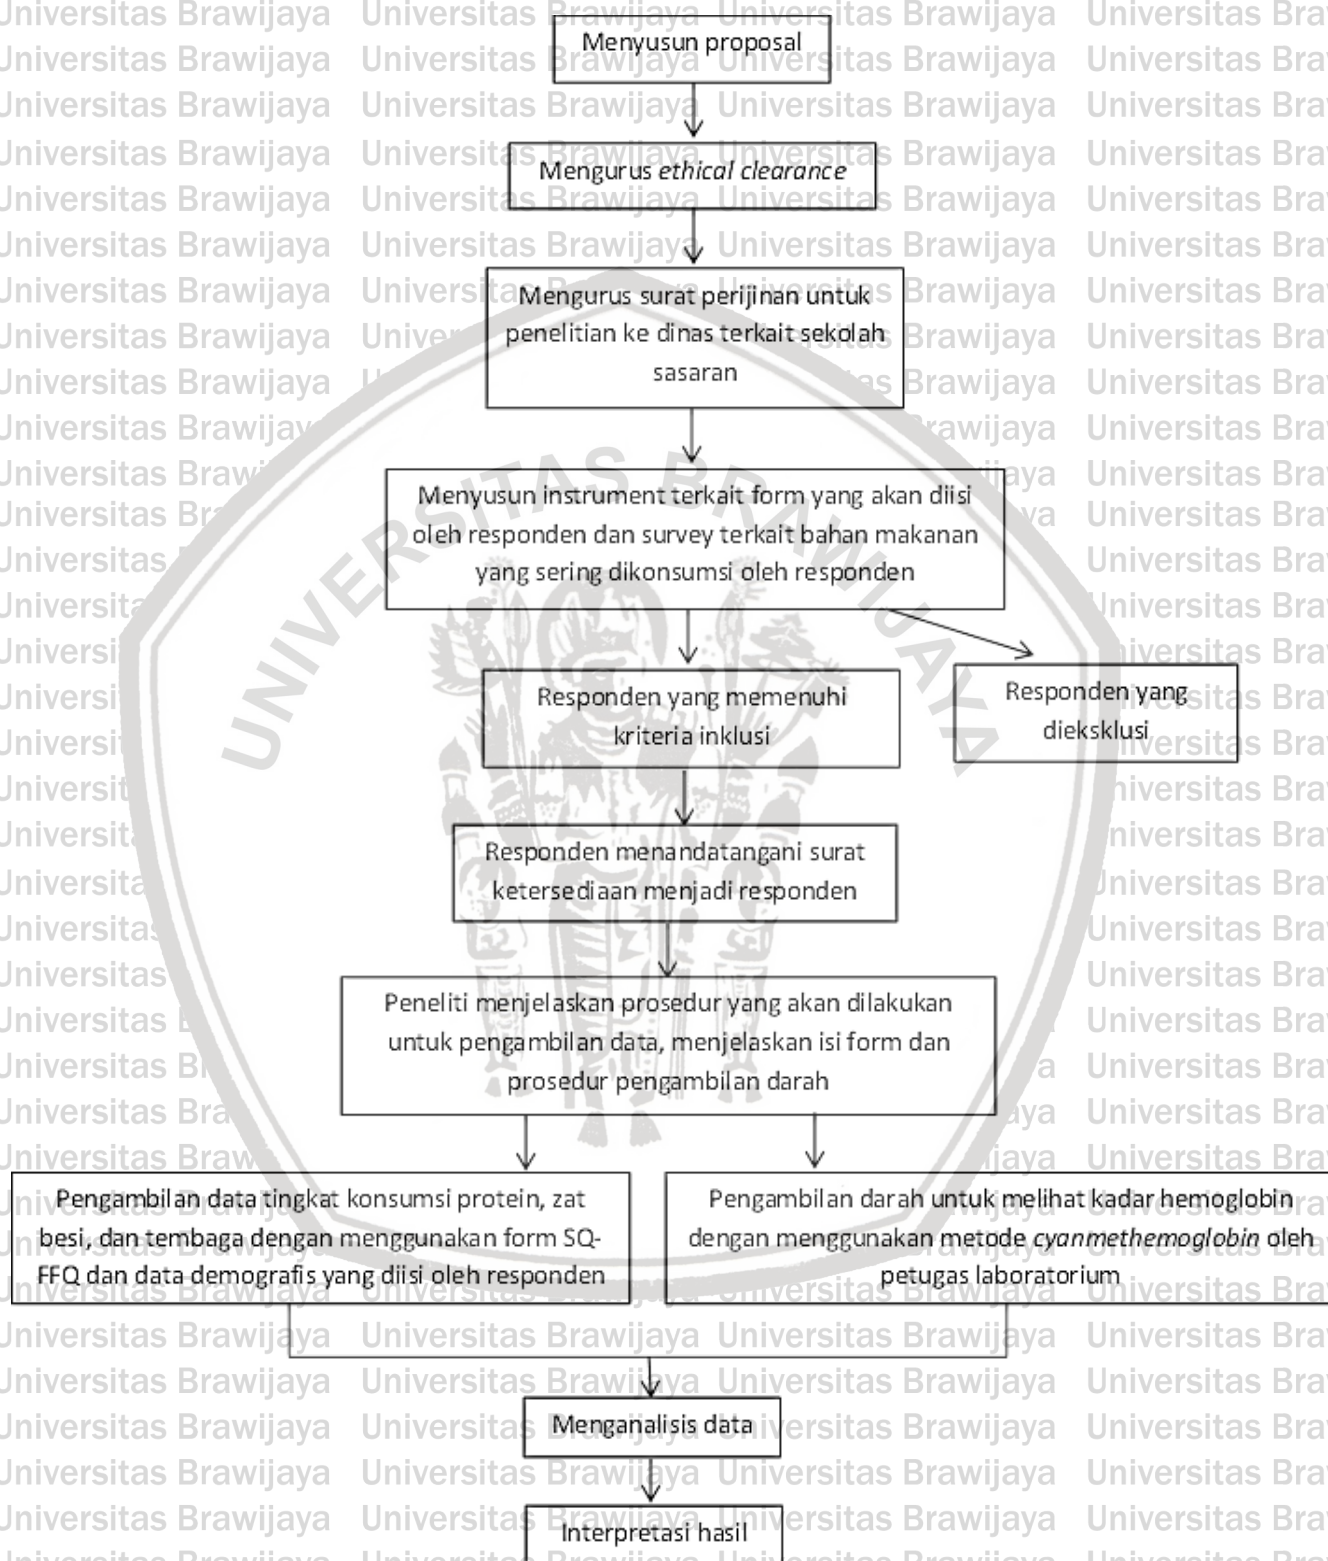 Menyusun proposal
Mengurus ethical clearance
Mengurus surat perijinan untuk
penelitian ke dinas terkait sekolah
sasaran
Menyusun instrument terkait form yang akan diisi
oleh responden dan survey terkait bahan makanan
yang sering dikonsumsi oleh responden
Responden yang memenuhi
kriteria inklusi
Responden yang
dieksklusi
Responden menandatangani surat
ketersediaan menjadi responden
Peneliti menjelaskan prosedur yang akan dilakukan
untuk pengambilan data, menjelaskan isi form dan
prosedur pengambilan darah
Pengambilan data tingkat konsumsi protein, zat
besi, dan tembaga dengan menggunakan form SQ-
FFQ dan data demografis yang diisi oleh responden
Pengambilan darah untuk melihat kadar hemoglobin
dengan menggunakan metode cyanmethemoglobin oleh
petugas laboratorium
Menganalisis data
Interpretasi hasil
UNIVERSITAS BRAWIJAYA
Universitas Brawijaya